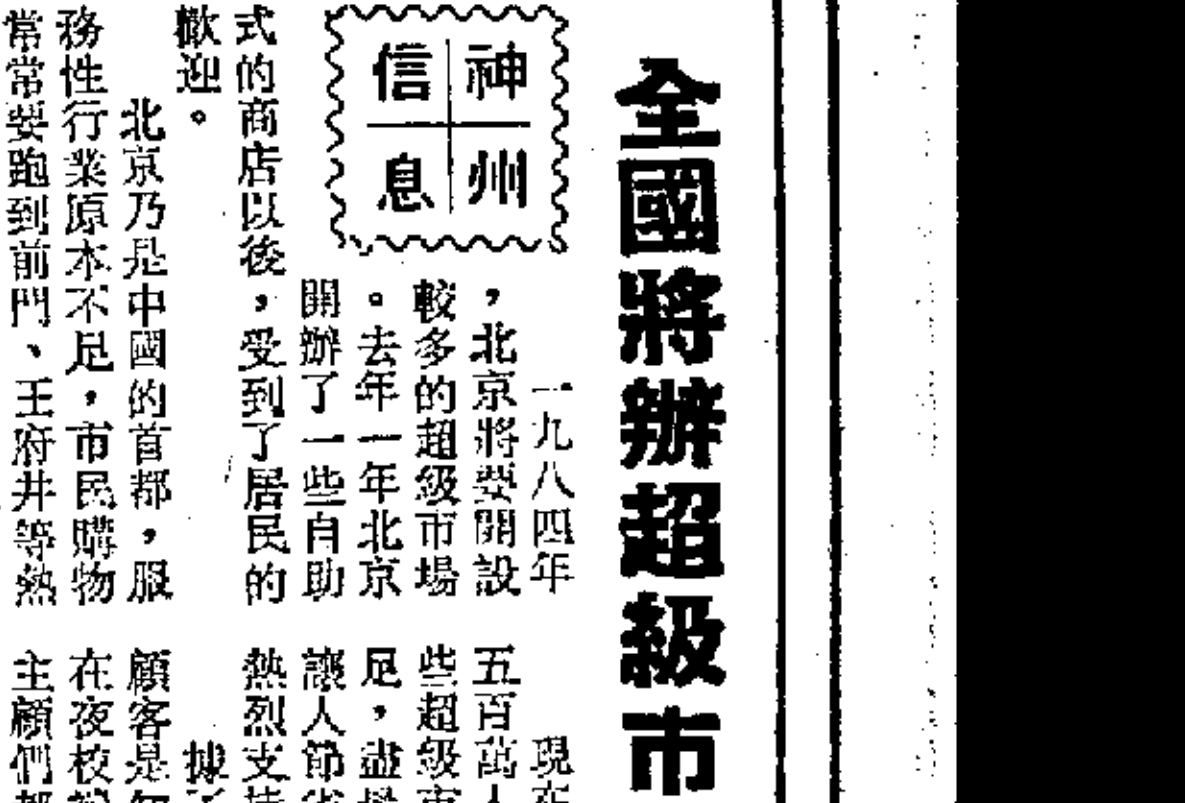 全國將辦超級市
神州
信息
一九八四年
，北京將要開設
較多的超級市場
。去年一年北京
開辦了一些自助
式的商店以後，受到了居民的
歡迎。
北京乃是中國的首都，服
務性行業原本不足，市民購物
常常要跑到前門、王府井等熱
現在
五百萬人
些超級市
足，盡
讓人節省
熱烈支持
據
顧客是
在夜校
主顧們都